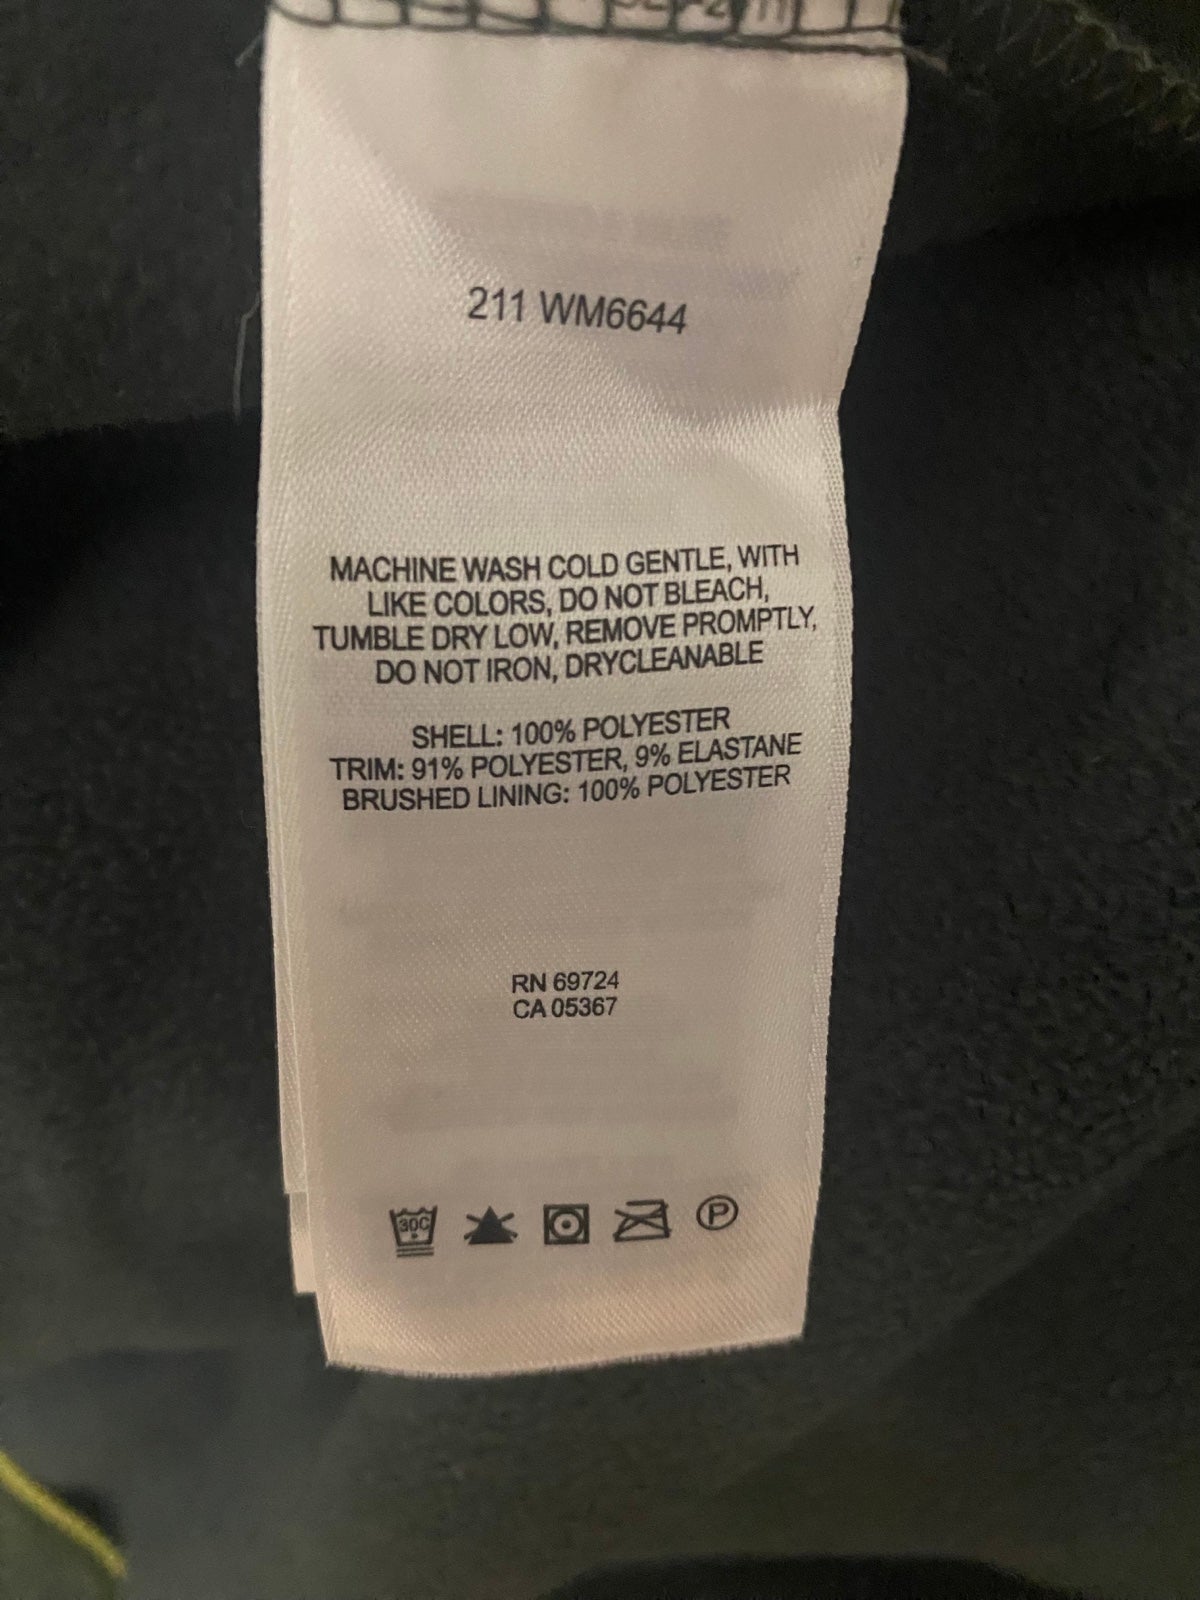 211 WM6644
MACHINE WASH COLD GENTLE, WITH
LIKE COLORS, DO NOT BLEACH,
TUMBLE DRY LOW, REMOVE PROMPTLY,
DO NOT IRON, DRYCLEANABLE
SHELL: 100% POLYESTER
TRIM: 91% POLYESTER, 9% ELASTANE
BRUSHED LINING: 100% POLYESTER
RN 69724
CA 05367
30C
P